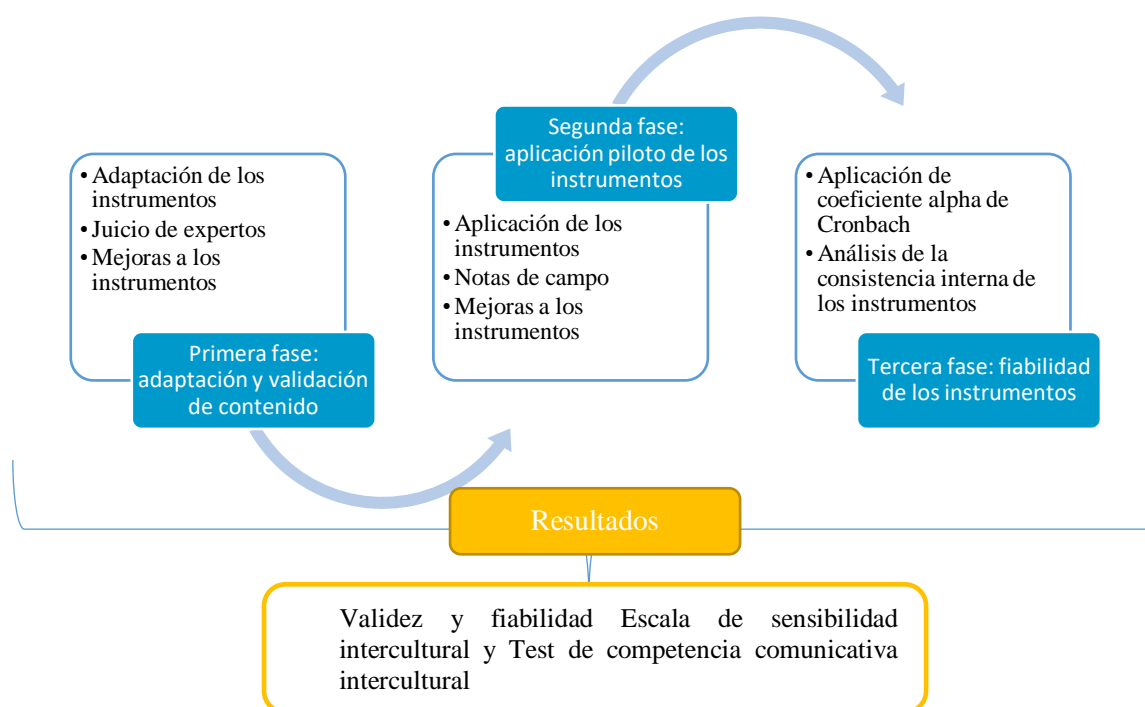 • Adaptación de los
instrumentos
• Juicio de expertos
• Mejoras a los
instrumentos
Primera fase:
adaptación y validación
de contenido
Segunda fase:
aplicación piloto de los
instrumentos
• Aplicación de los
instrumentos
• Notas de campo
• Mejoras a los
instrumentos
• Aplicación de
coeficiente alpha de
Cronbach
• Análisis de la
consistencia interna de
los instrumentos
Tercera fase: fiabilidad
de los instrumentos
Resultados
Validez y fiabilidad Escala de sensibilidad
intercultural y Test de competencia comunicativa
intercultural